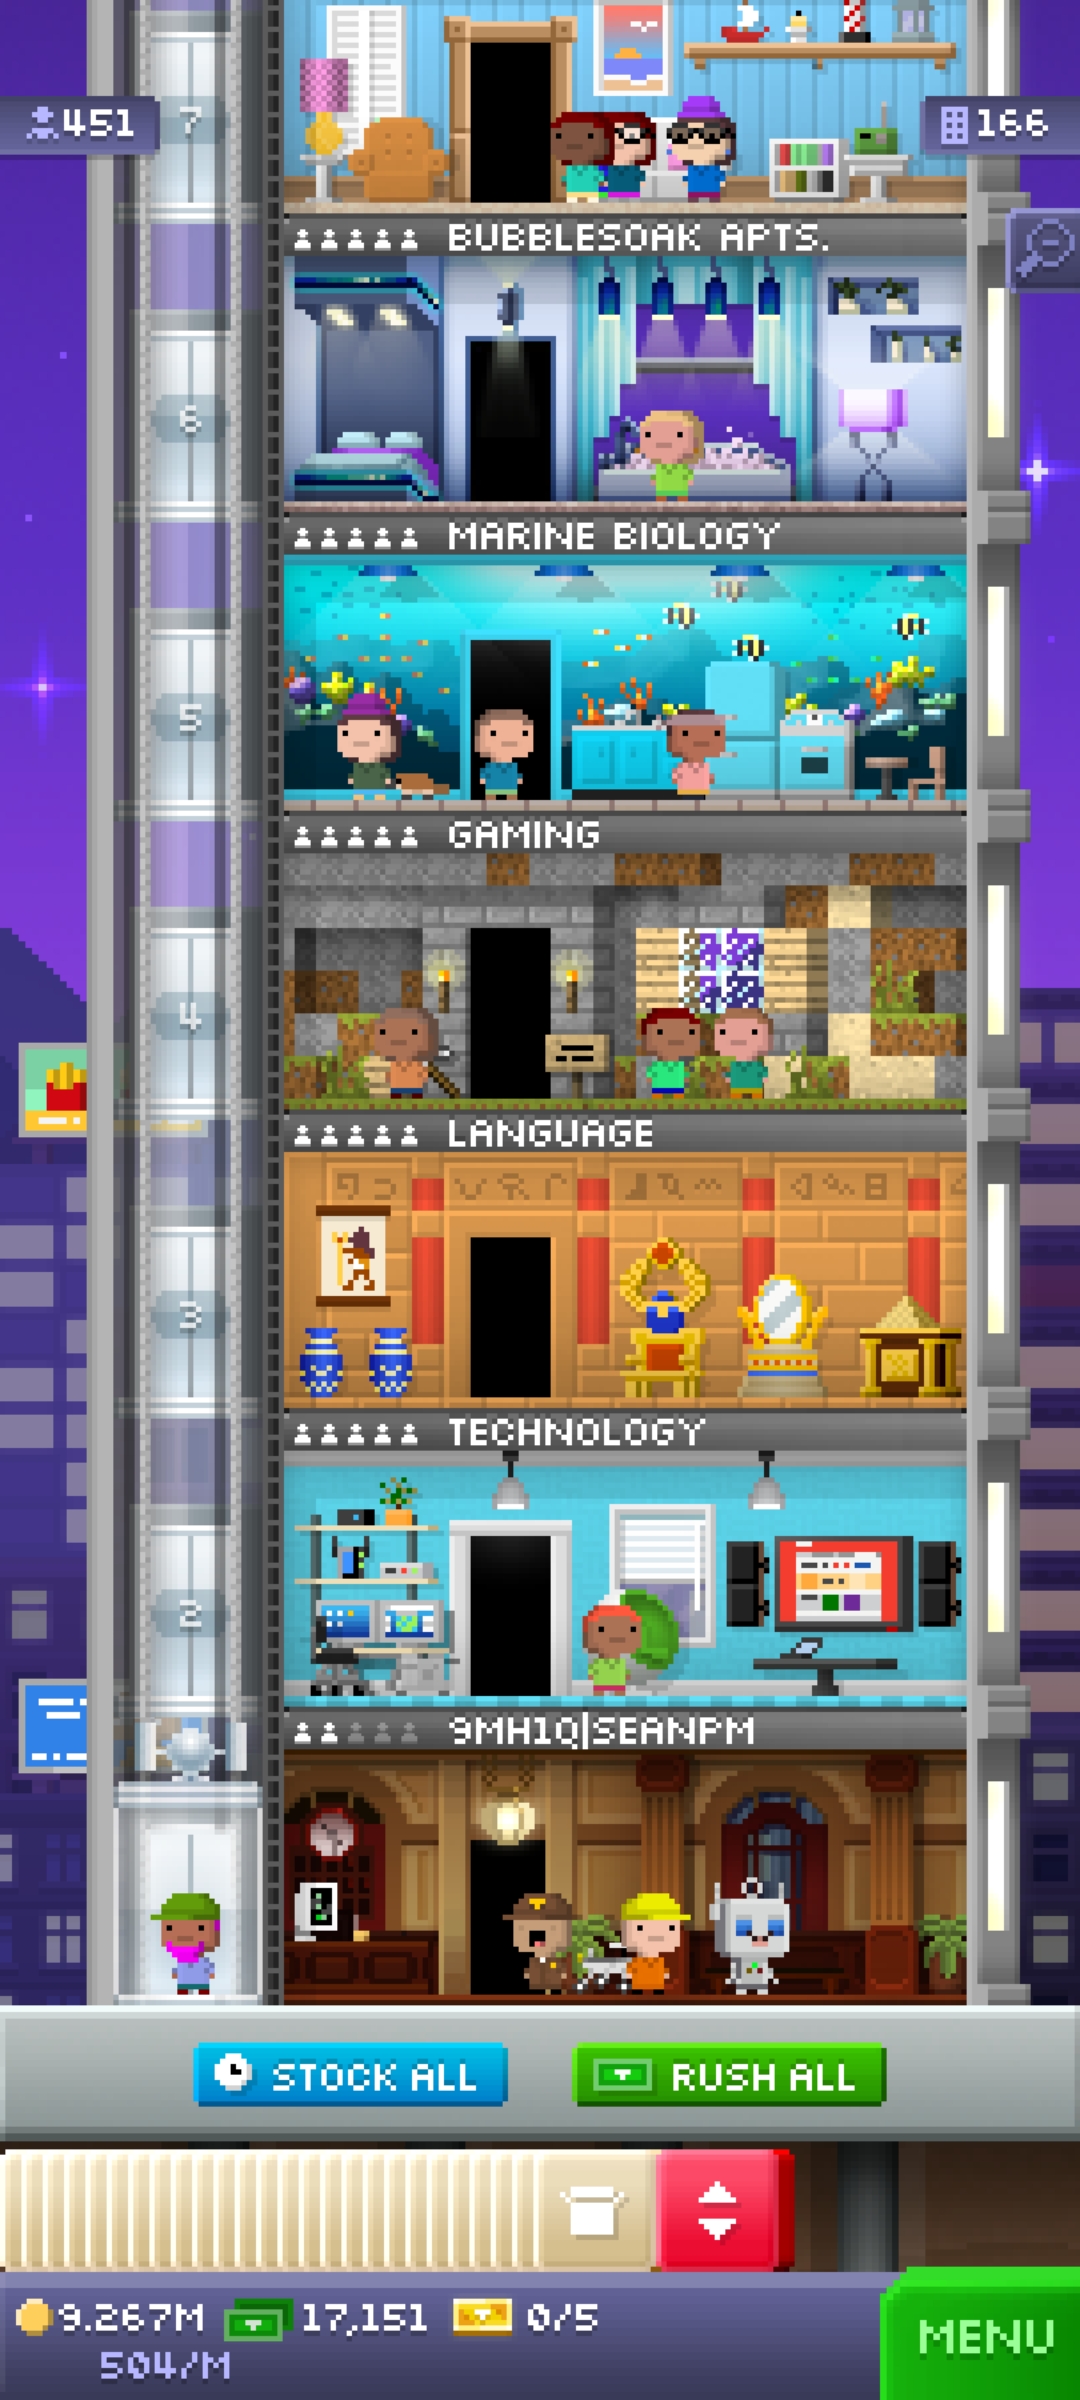 7
451
166
BUBBLESOAK APTS.
6
MARINE BIOLOGY
5
GAMING
4
LANGUAGE
3
TECHNOLOGY
2
9MH1Q|SEANPM
STOCK ALL
RUSH ALL
9.267M
17,151
0/5
504/M
MENU